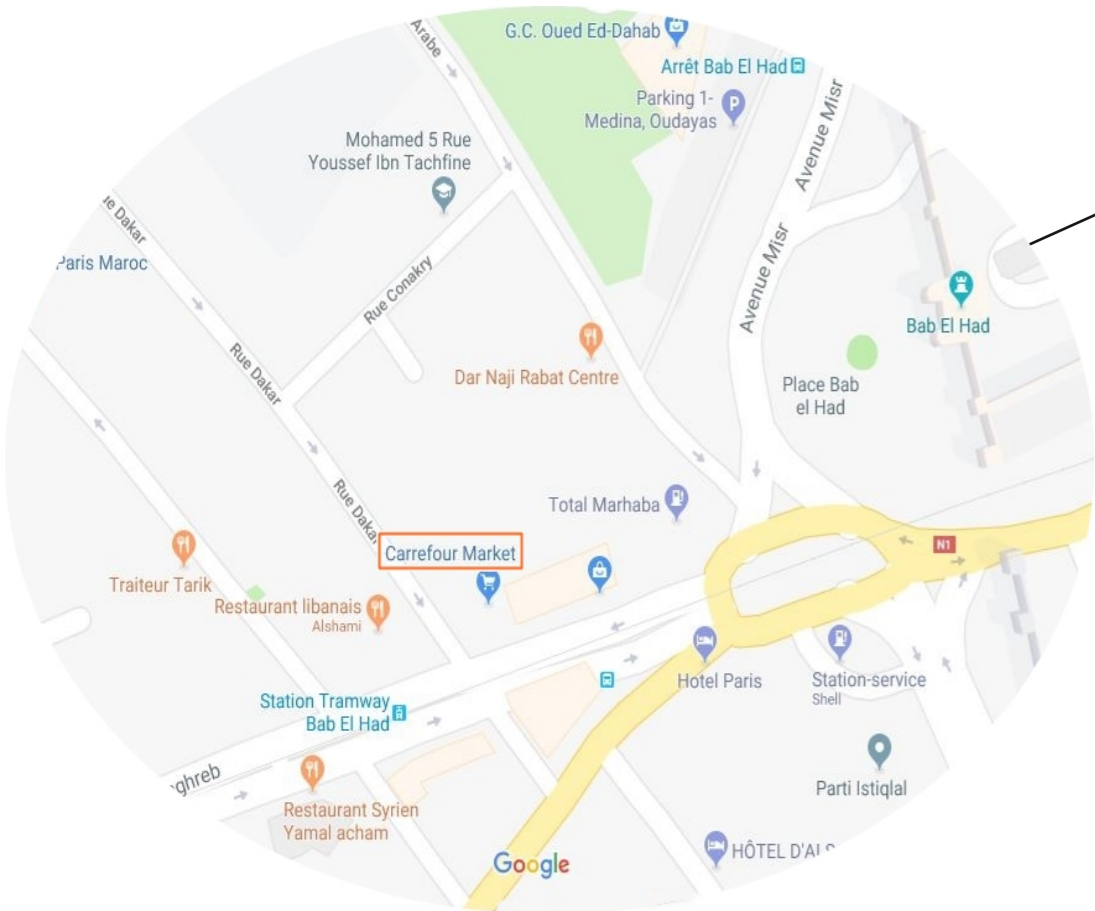 Arabe
G.C. Oued Ed-Dahab
Arrêt Bab El Had
Parking 1-
Medina, Oudayas
P
Mohamed 5 Rue
Youssef Ibn Tachfine
Avenue Misr
Avenue Misr
Rue Dakar
Paris Maroc
Rue Conakry
Bab El Had
Rue Dakar
Dar Naji Rabat Centre
Place Bab
el Had
Rue Dakar
Total Marhaba
Carrefour Market
N1
Traiteur Tarik
Restaurant libanais
Alshami
Hotel Paris
Station-service
Shell
Station Tramway
Bab El Had
ghreb
Parti Istiqlal
Restaurant Syrien
Yamal acham
HÔTEL D'ALS
Google